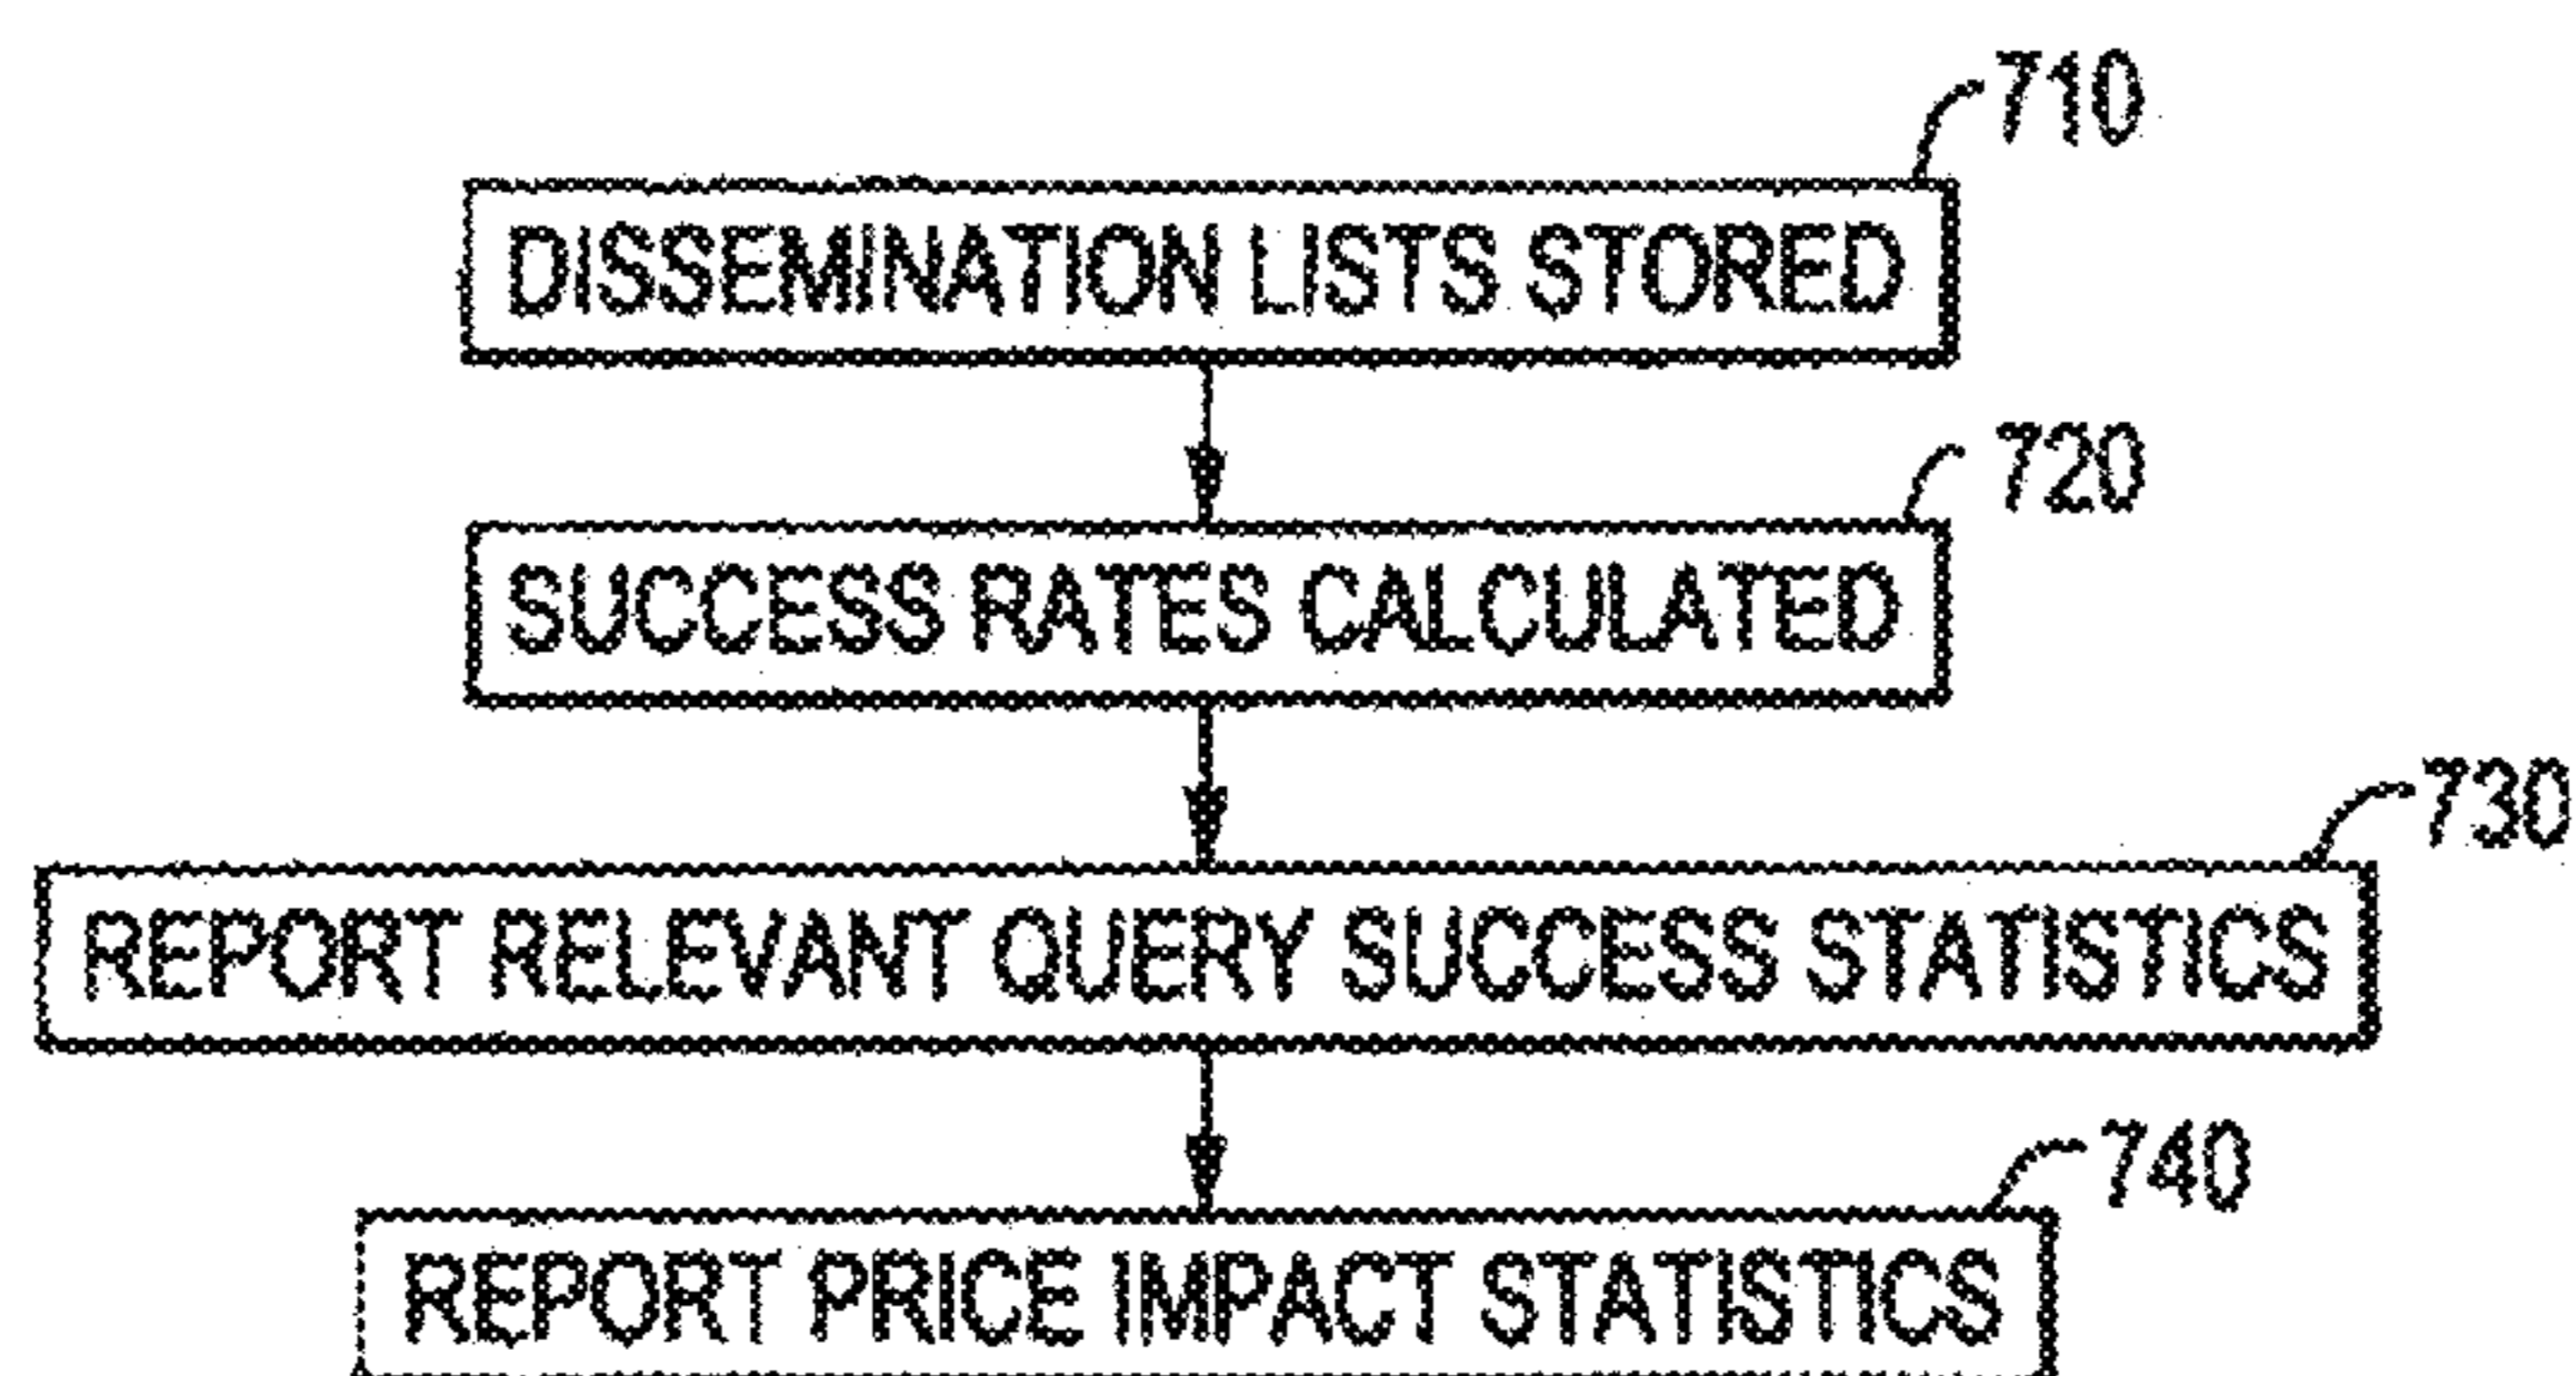 710
DISSEMINATION LISTS STORED
720
SUCCESS RATES CALCULATED
730
REPORT RELEVANT QUERY SUCCESS STATISTICS
740
REPORT PRICE IMPACT STATISTICS